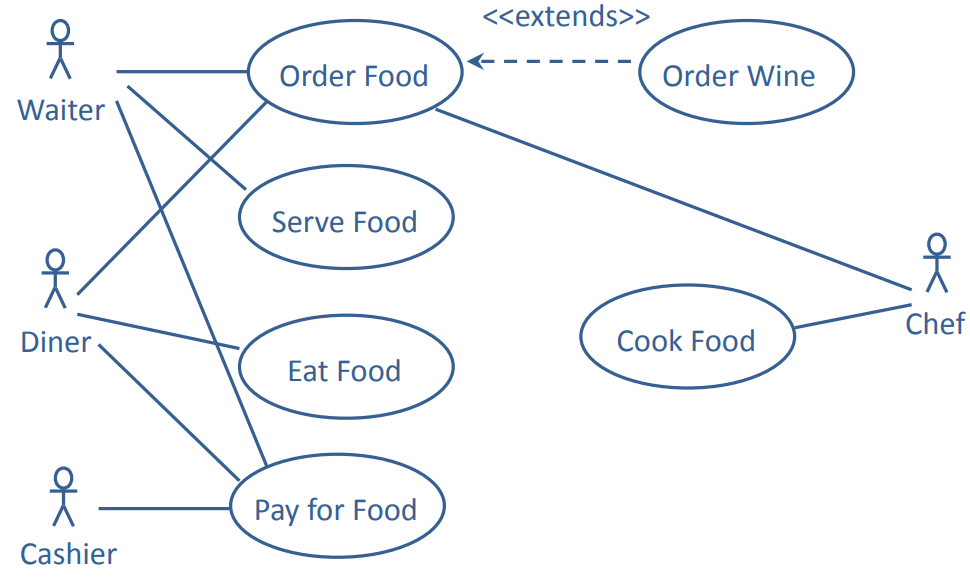 <<extends>>
Order Food
Order Wine
Waiter
Serve Food
Chef
Diner
Cook Food
Eat Food
Pay for Food
Cashier